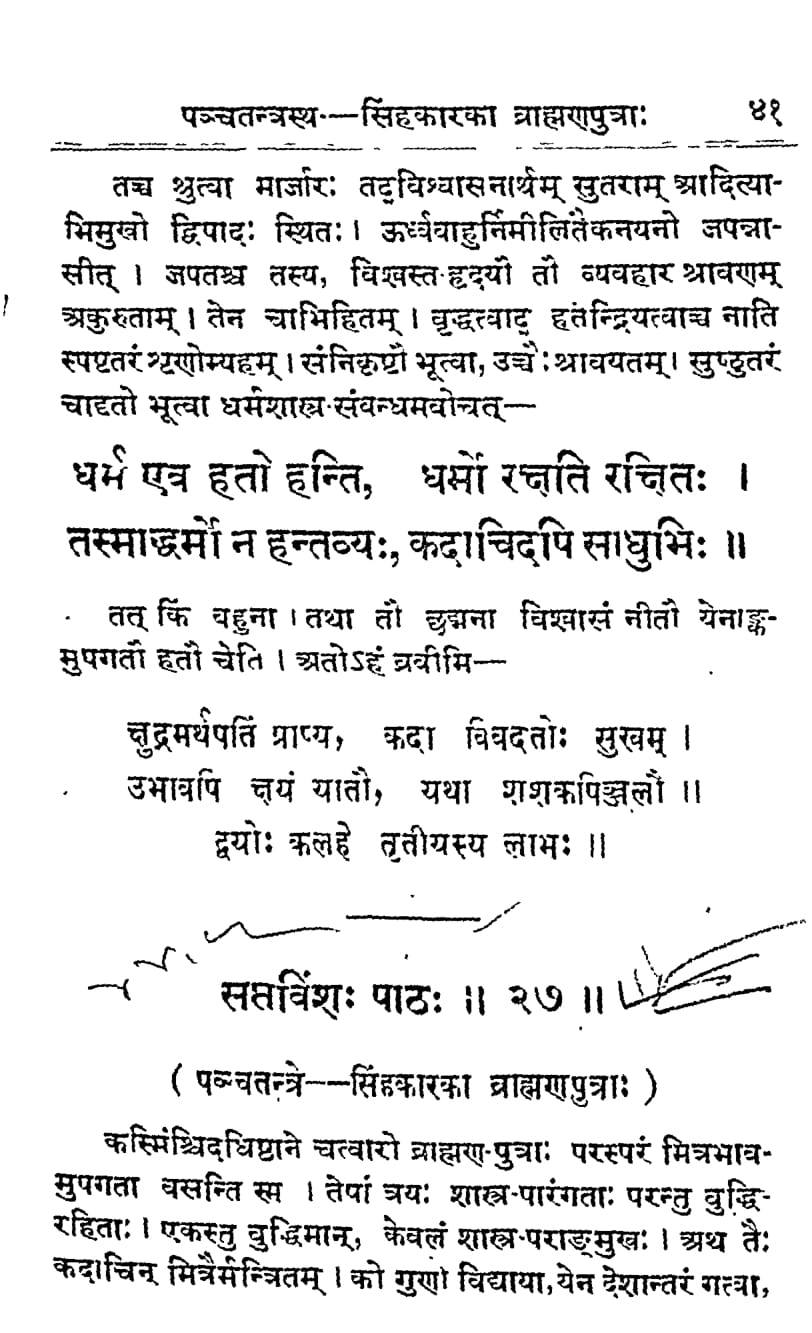 पञ्चतन्त्रस्थ—सिंहकारका ब्राह्मणपुत्राः ४१
तच्च श्रुत्वा मार्जारः तद्विश्वासनार्थम् सुतराम् आदित्या-
भिमुखो द्विपादः स्थितः। ऊर्ध्ववाहुर्निमीलितैकनयनो जपन्ना-
सीत् । जपतश्च तस्य, विश्वस्त-हृदयौ तौ व्यवहार श्रावणम्
अकुरुताम् । तेन चाभिहितम् । वृद्धत्वाद् हतेन्द्रियत्वाच्च नाति
स्पष्टतरं शृणोम्यहम् । संनिकृष्टौ भूत्वा, उच्चैः श्रावयतम्। सुष्ठुतरं
चादृतो भूत्वा धर्मशास्त्र-संवन्धमवोचत्—
धर्म एव हतो हन्ति, धर्मो रक्षति रक्षितः ।
तस्माद्धर्मो न हन्तव्यः, कदाचिदपि साधुभिः ॥
तत् किं वहुना । तथा तौ छद्मना विश्वासं नीतौ येनाङ्क-
मुपगतौ हतौ चेति । अतोऽहं ब्रवीमि—
क्षुद्रमर्थपतिं प्राप्य, कदा विवदतोः सुखम् ।
उभावपि क्षयं यातौ, यथा शशकपिञ्जलौ ॥
द्वयोः कलहे तृतीयस्य लाभः ॥
सप्तविंशः पाठः ॥ २७ ॥
( पञ्चतन्त्रे—सिंहकारका ब्राह्मणपुत्राः )
कस्मिंश्चिदधिष्ठाने चत्वारो ब्राह्मण-पुत्राः परस्परं मित्रभाव-
मुपगता वसन्ति स्म । तेषां त्रयः शास्त्र-पारंगताः परन्तु वुद्धि-
रहिताः । एकस्तु वुद्धिमान्, केवलं शास्त्र-पराङ्मुखः । अथ तैः
कदाचिन् मित्रैर्मन्त्रितम् । को गुणो विद्याया, येन देशान्तरं गत्वा,